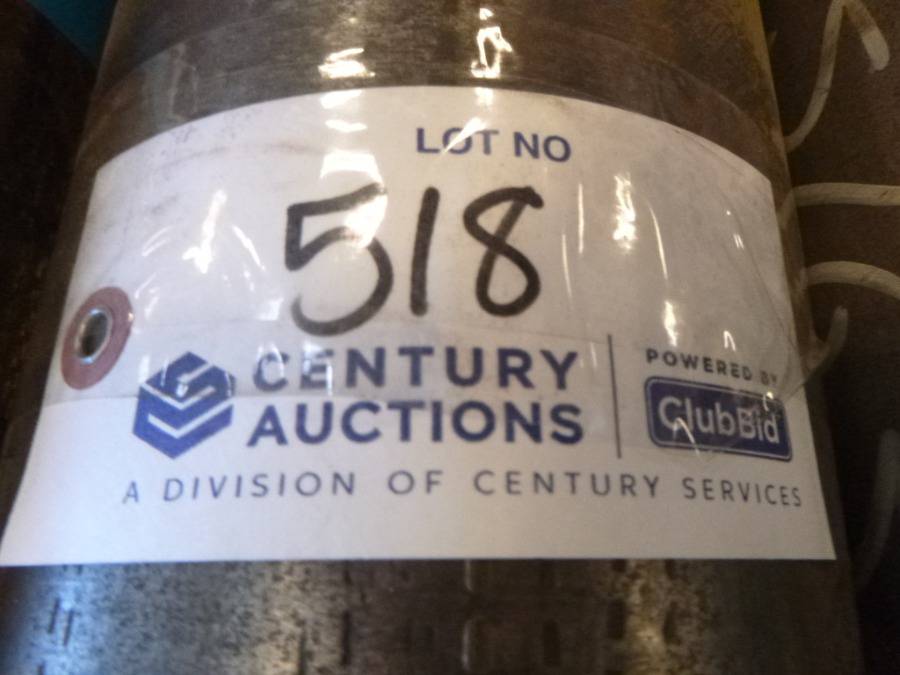 LOT NO
518
CENTURY
AUCTIONS
POWERED BY
ClubBid
A DIVISION OF CENTURY SERVICES